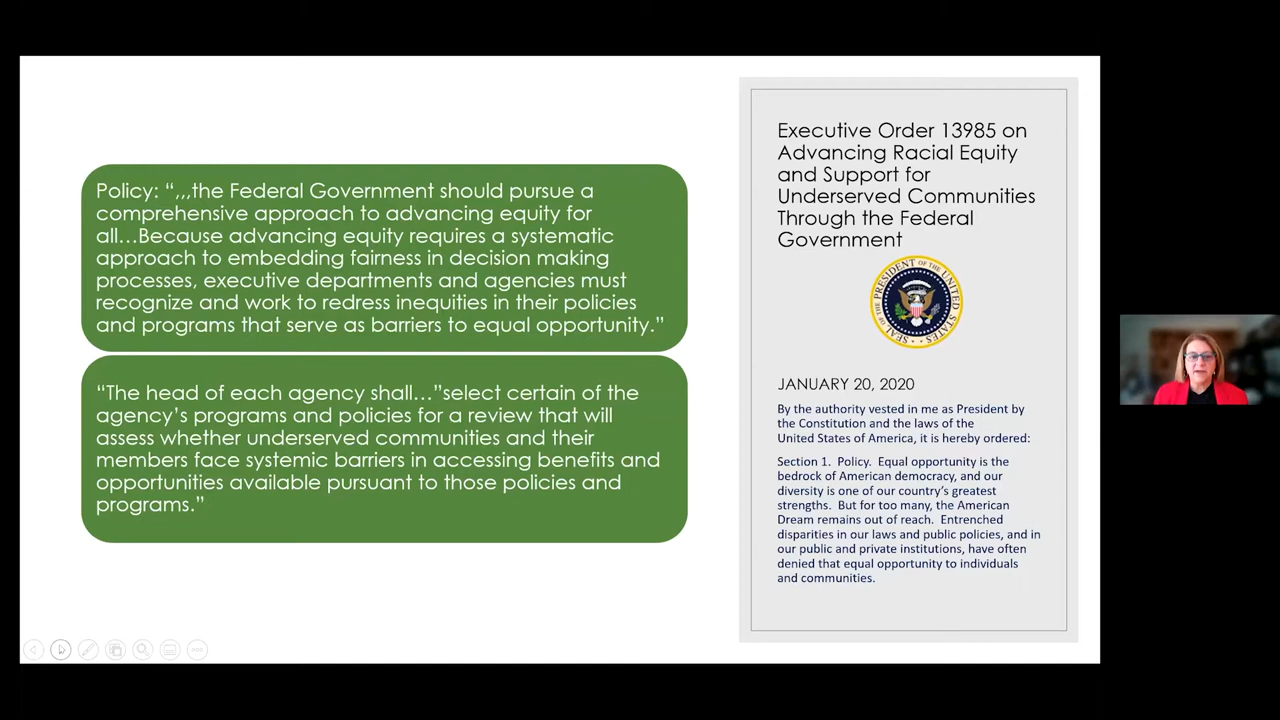 Policy: “,,,the Federal Government should pursue a
comprehensive approach to advancing equity for
all…Because advancing equity requires a systematic
approach to embedding fairness in decision making
processes, executive departments and agencies must
recognize and work to redress inequities in their policies
and programs that serve as barriers to equal opportunity.”
“The head of each agency shall…”select certain of the
agency’s programs and policies for a review that will
assess whether underserved communities and their
members face systemic barriers in accessing benefits and
opportunities available pursuant to those policies and
programs.”
Executive Order 13985 on
Advancing Racial Equity
and Support for
Underserved Communities
Through the Federal
Government
SEAL OF THE PRESIDENT OF THE UNITED STATES
JANUARY 20, 2020
By the authority vested in me as President by
the Constitution and the laws of the
United States of America, it is hereby ordered:
Section 1.  Policy.  Equal opportunity is the
bedrock of American democracy, and our
diversity is one of our country’s greatest
strengths.  But for too many, the American
Dream remains out of reach.  Entrenched
disparities in our laws and public policies, and in
our public and private institutions, have often
denied that equal opportunity to individuals
and communities.